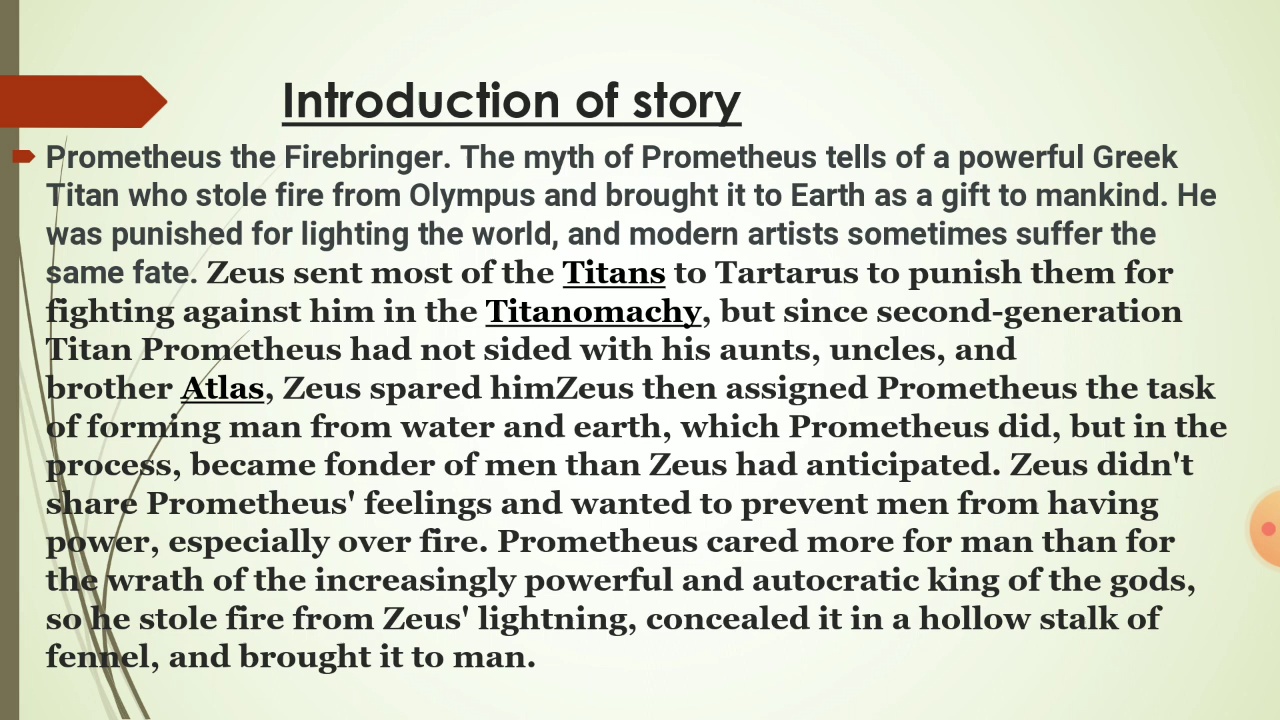 Introduction of story
Prometheus the Firebringer. The myth of Prometheus tells of a powerful Greek
Titan who stole fire from Olympus and brought it to Earth as a gift to mankind. He
was punished for lighting the world, and modern artists sometimes suffer the
same fate. Zeus sent most of the Titans to Tartarus to punish them for
fighting against him in the Titanomachy, but since second-generation
Titan Prometheus had not sided with his aunts, uncles, and
brother Atlas, Zeus spared himZeus then assigned Prometheus the task
of forming man from water and earth, which Prometheus did, but in the
process, became fonder of men than Zeus had anticipated. Zeus didn't
share Prometheus' feelings and wanted to prevent men from having
power, especially over fire. Prometheus cared more for man than for
the wrath of the increasingly powerful and autocratic king of the gods,
so he stole fire from Zeus' lightning, concealed it in a hollow stalk of
fennel, and brought it to man.